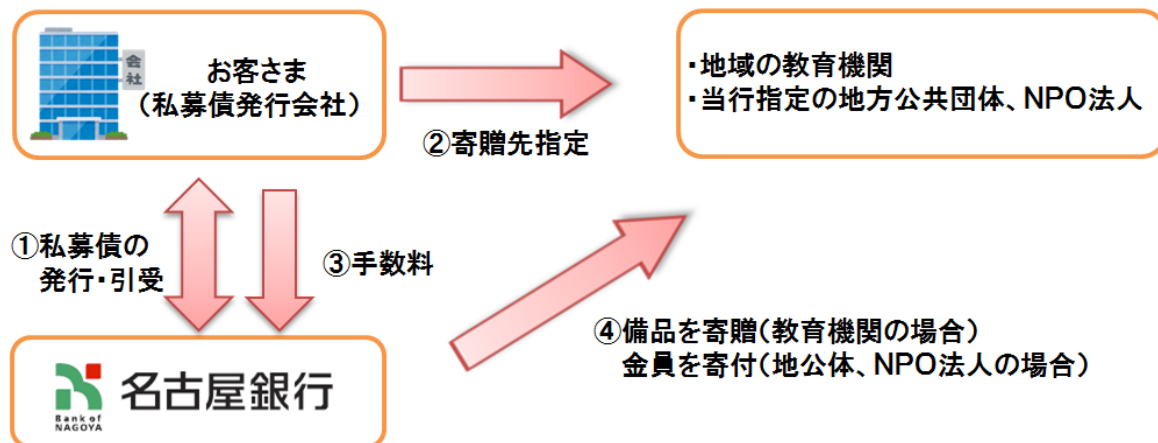 会
社
お客さま
（私募債発行会社）
・地域の教育機関
・当行指定の地方公共団体、NPO法人
②寄贈先指定
①私募債の
発行・引受
③手数料
④備品を寄贈（教育機関の場合）
金員を寄付（地公体、NPO法人の場合）
名古屋銀行
Bank of
NAGOYA